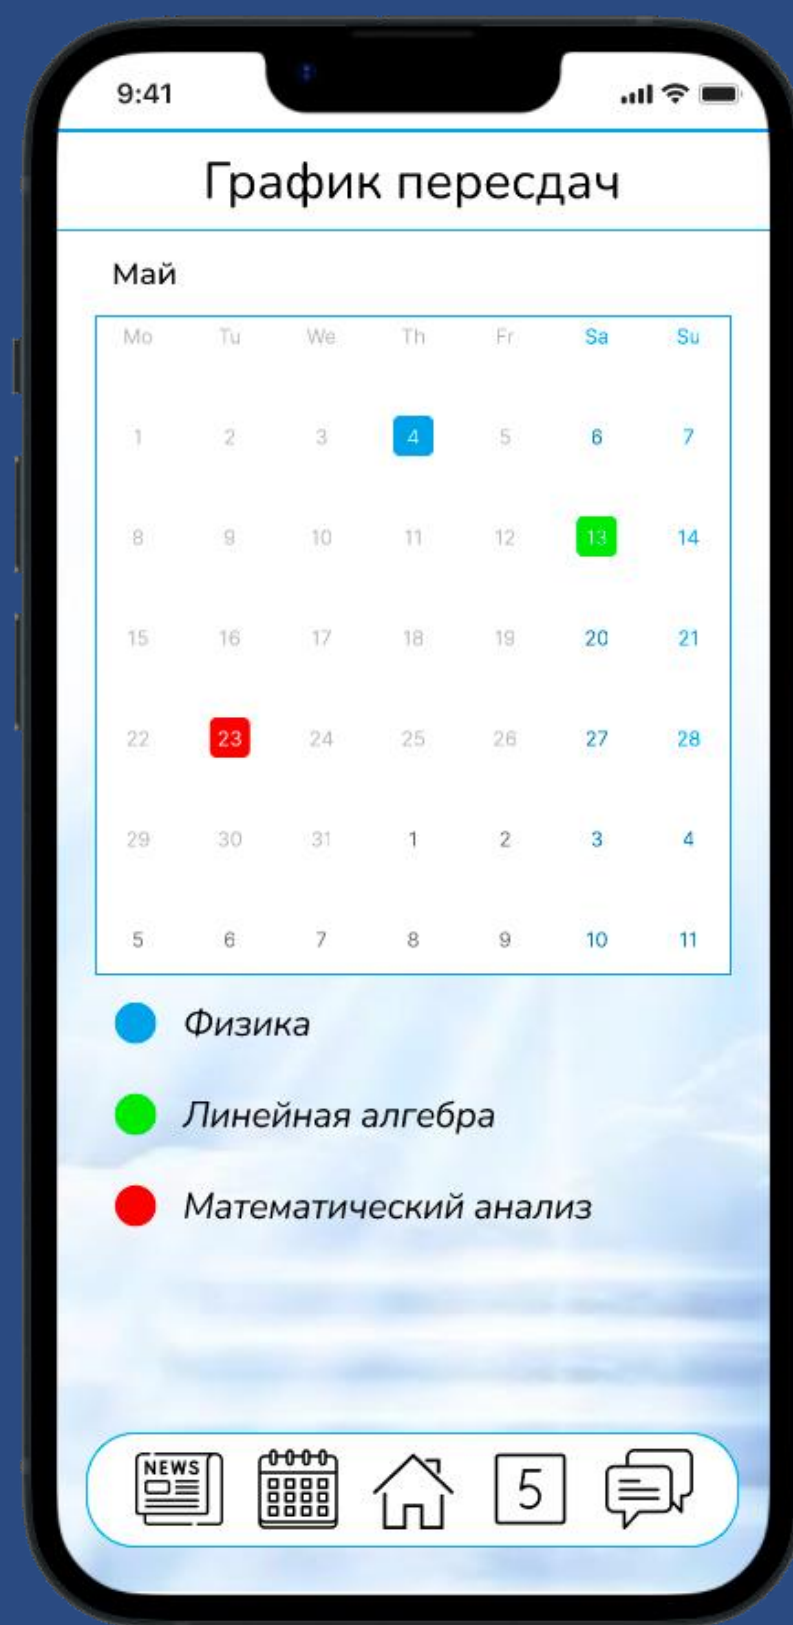 9:41
График пересдач
Май
Mo Tu We Th Fr Sa Su
1 2 3 4 5 6 7
8 9 10 11 12 13 14
15 16 17 18 19 20 21
22 23 24 25 26 27 28
29 30 31 1 2 3 4
5 6 7 8 9 10 11
Физика
Линейная алгебра
Математический анализ
NEWS 5